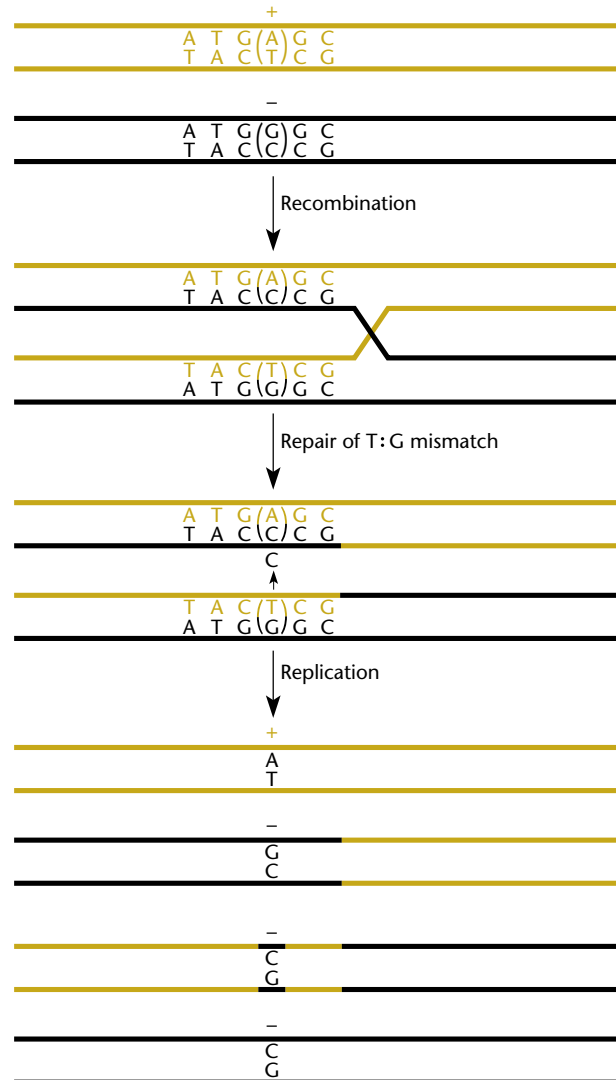 +
A T G(A)G C
T A C(T)C G
–
A T G(G)G C
T A C(C)C G
Recombination
A T G(A)G C
T A C(C)C G
T A C(T)C G
A T G(G)G C
Repair of T:G mismatch
A T G(A)G C
T A C(C)C G
C
T A C(T)C G
A T G(G)G C
Replication
+
A
T
–
G
C
–
C
G
–
C
G